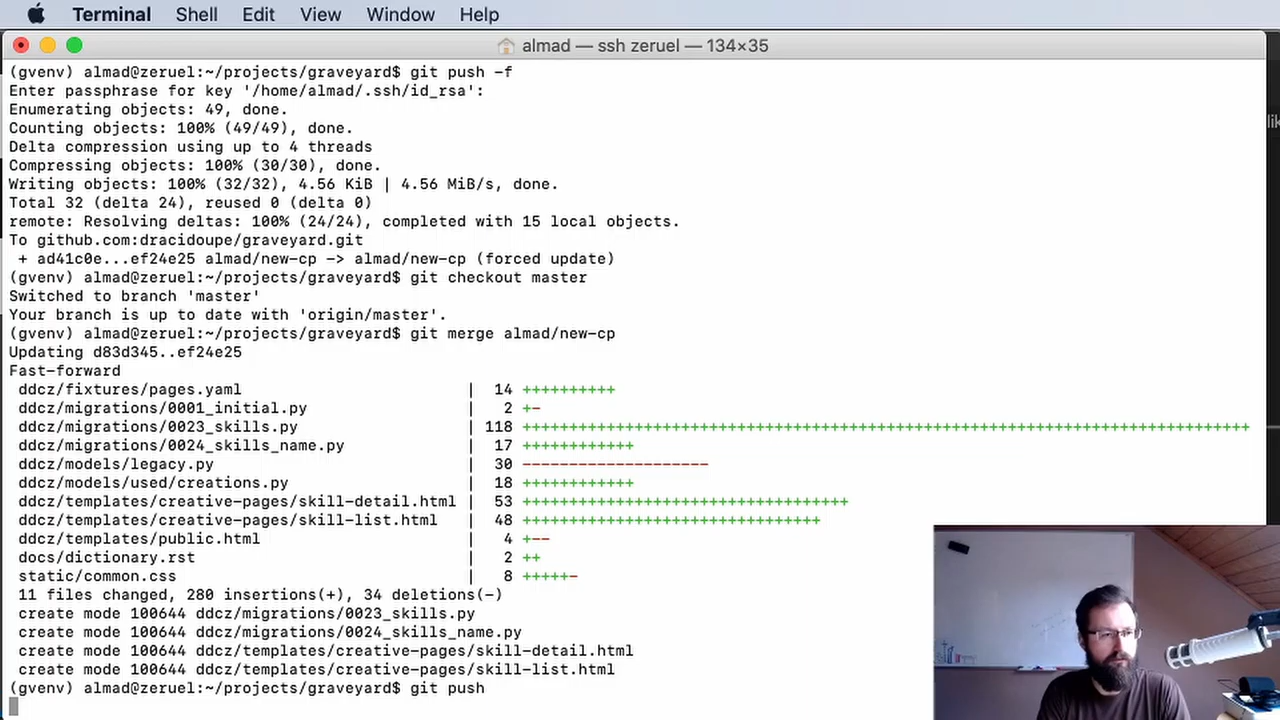 Terminal Shell Edit View Window Help
almad — ssh zeruel — 134×35
(gvenv) almad@zeruel:~/projects/graveyard$ git push -f
Enter passphrase for key '/home/almad/.ssh/id_rsa':
Enumerating objects: 49, done.
Counting objects: 100% (49/49), done.
Delta compression using up to 4 threads
Compressing objects: 100% (30/30), done.
Writing objects: 100% (32/32), 4.56 KiB | 4.56 MiB/s, done.
Total 32 (delta 24), reused 0 (delta 0)
remote: Resolving deltas: 100% (24/24), completed with 15 local objects.
To github.com:dracidoupe/graveyard.git
+ ad41c0e...ef24e25 almad/new-cp -> almad/new-cp (forced update)
(gvenv) almad@zeruel:~/projects/graveyard$ git checkout master
Switched to branch 'master'
Your branch is up to date with 'origin/master'.
(gvenv) almad@zeruel:~/projects/graveyard$ git merge almad/new-cp
Updating d83d345..ef24e25
Fast-forward
ddcz/fixtures/pages.yaml | 14 ++++++++++
ddcz/migrations/0001_initial.py | 2 +-
ddcz/migrations/0023_skills.py | 118 ++++++++++++++++++++++++++++++++++++++++++++++++++++++++++++++++++++++++++++++
ddcz/migrations/0024_skills_name.py | 17 ++++++++++++
ddcz/models/legacy.py | 30 --------------------
ddcz/models/used/creations.py | 18 ++++++++++++
ddcz/templates/creative-pages/skill-detail.html | 53 +++++++++++++++++++++++++++++++++++
ddcz/templates/creative-pages/skill-list.html | 48 ++++++++++++++++++++++++++++++++
ddcz/templates/public.html | 4 +--
docs/dictionary.rst | 2 ++
static/common.css | 8 +++++-
11 files changed, 280 insertions(+), 34 deletions(-)
create mode 100644 ddcz/migrations/0023_skills.py
create mode 100644 ddcz/migrations/0024_skills_name.py
create mode 100644 ddcz/templates/creative-pages/skill-detail.html
create mode 100644 ddcz/templates/creative-pages/skill-list.html
(gvenv) almad@zeruel:~/projects/graveyard$ git push